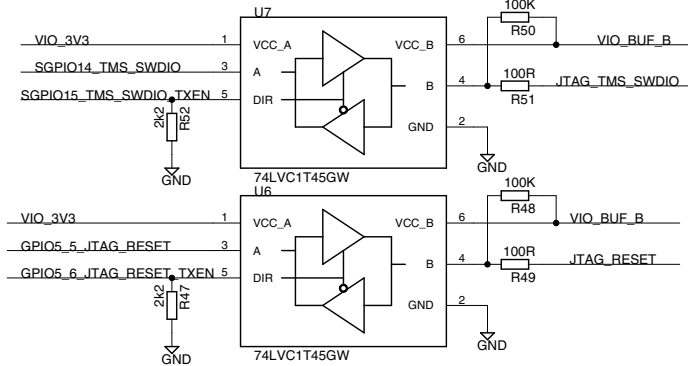 U7
100K
R50
VIO_3V3
1
VCC_A
VCC_B
6
VIO_BUF_B
SGPIO14_TMS_SWDIO
3
A
B
4
100R
R51
JTAG_TMS_SWDIO
SGPIO15_TMS_SWDIO_TXEN
5
DIR
2k2
R52
GND
2
GND
GND
74LVC1T45GW
U6
100K
R48
VIO_3V3
1
VCC_A
VCC_B
6
VIO_BUF_B
GPIO5_5_JTAG_RESET
3
A
B
4
100R
R49
JTAG_RESET
GPIO5_6_JTAG_RESET_TXEN
5
DIR
2k2
R47
GND
2
GND
GND
74LVC1T45GW